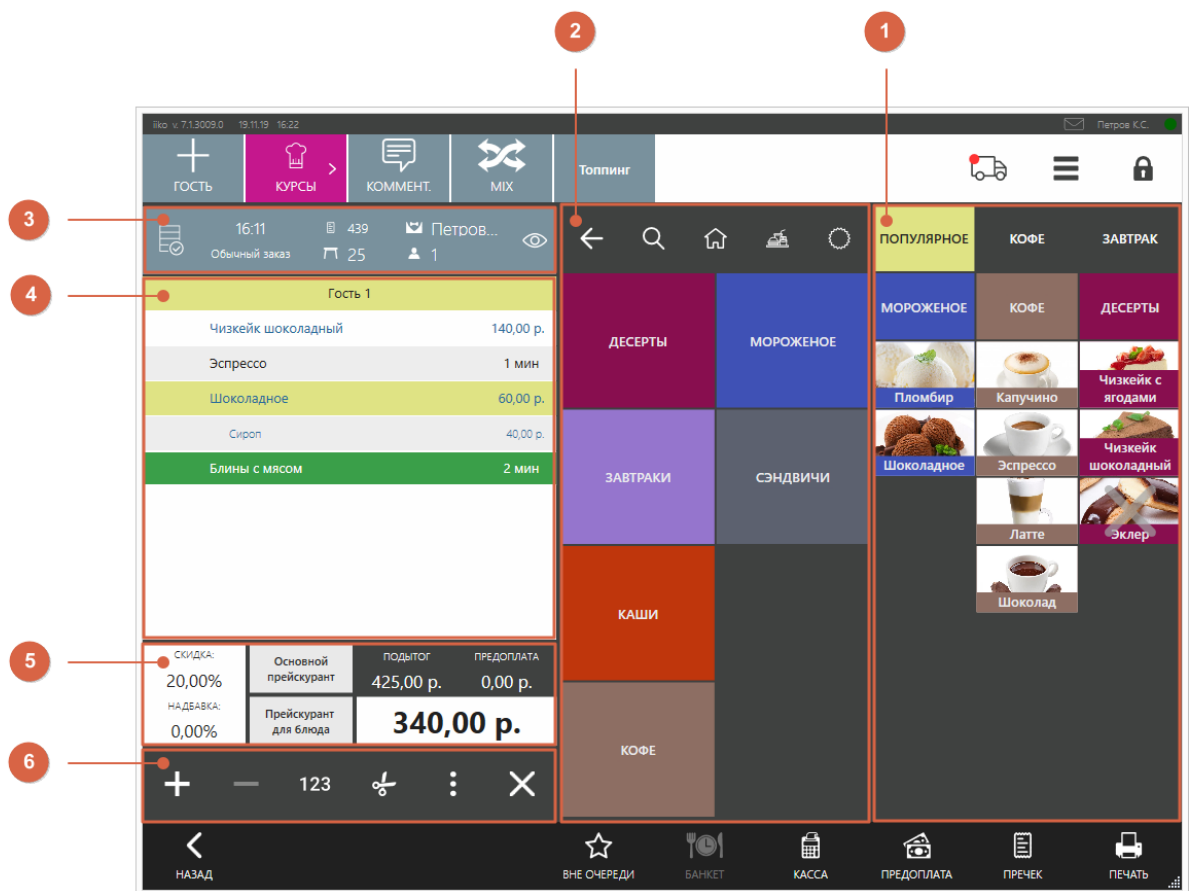 2
1
iiko v. 7.1.3009.0 19.11.19 16:22
Петров К.С.
ГОСТЬ
КУРСЫ
КОММЕНТ.
MIX
Топпинг
3
16:11
439
Петров...
Обычный заказ
25
1
4
Гость 1
Чизкейк шоколадный 140,00 р.
Эспрессо 1 мин
Шоколадное 60,00 р.
Сироп 40,00 р.
Блины с мясом 2 мин
5
СКИДКА:
20,00%
НАДБАВКА:
0,00%
Основной
прейскурант
Прейскурант
для блюда
ПОДЫТОГ
425,00 р.
ПРЕДОПЛАТА
0,00 р.
340,00 р.
6
123
ДЕСЕРТЫ
МОРОЖЕНОЕ
ЗАВТРАКИ
СЭНДВИЧИ
КАШИ
КОФЕ
ПОПУЛЯРНОЕ
КОФЕ
ЗАВТРАК
МОРОЖЕНОЕ
КОФЕ
ДЕСЕРТЫ
Пломбир
Капучино
Чизкейк с
ягодами
Шоколадное
Эспрессо
Чизкейк
шоколадный
Латте
Эклер
Шоколад
НАЗАД
ВНЕ ОЧЕРЕДИ
БАНКЕТ
КАССА
ПРЕДОПЛАТА
ПРЕЧЕК
ПЕЧАТЬ